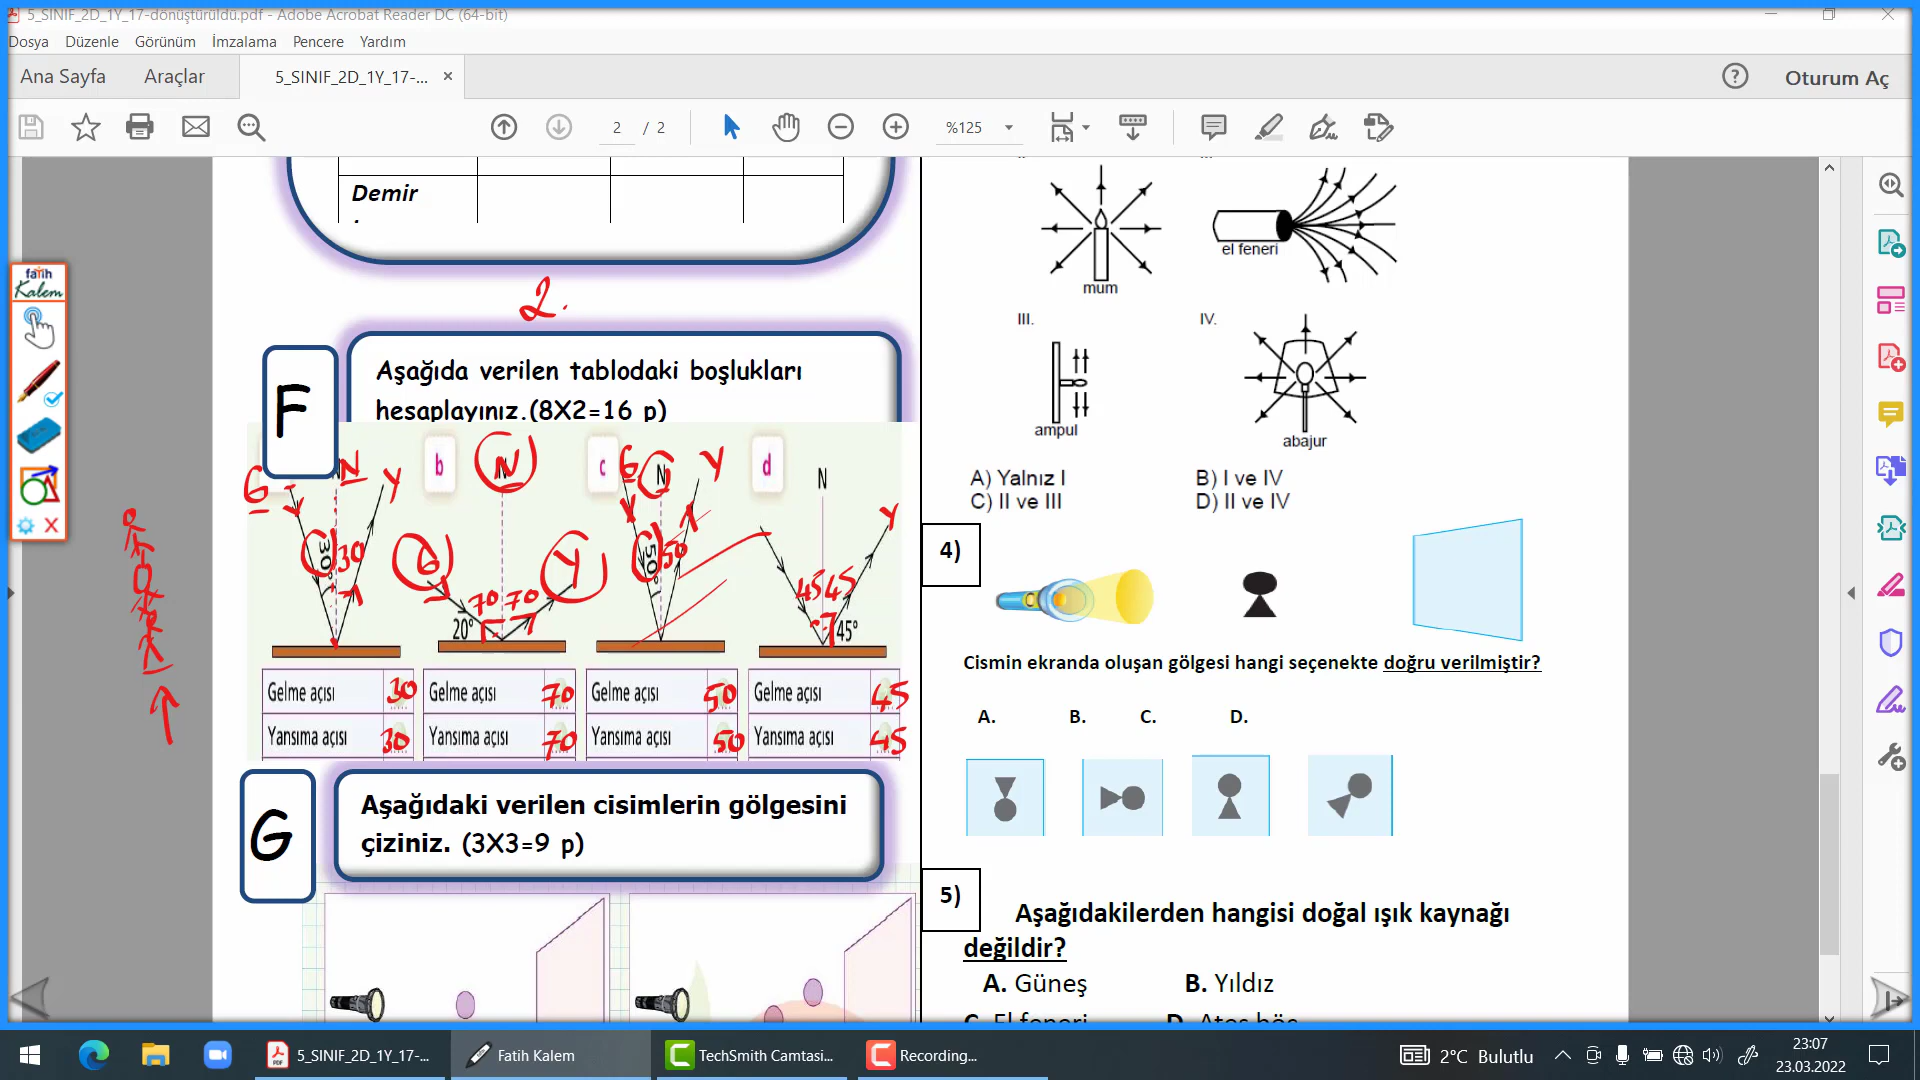 5_SINIF_2D_1Y_17-dönüştürüldü.pdf - Adobe Acrobat Reader DC (64-bit)
Dosya Düzenle Görünüm İmzalama Pencere Yardım
Ana Sayfa Araçlar 5_SINIF_2D_1Y_17-... × Oturum Aç
2 / 2 %125
Demir
2.
F
Aşağıda verilen tablodaki boşlukları
hesaplayınız.(8X2=16 p)
G N Y b N c G N Y d N
Y
30° 30 G Y 50° 50
70 70 45 45
20° 45°
Gelme açısı 30 Gelme açısı 70 Gelme açısı 50 Gelme açısı 45
Yansıma açısı 30 Yansıma açısı 70 Yansıma açısı 50 Yansıma açısı 45
G
Aşağıdaki verilen cisimlerin gölgesini
çiziniz. (3X3=9 p)
mum
el feneri
III. IV.
ampul
abajur
A) Yalnız I B) I ve IV
C) II ve III D) II ve IV
4)
Cismin ekranda oluşan gölgesi hangi seçenekte doğru verilmiştir?
A. B. C. D.
5)
Aşağıdakilerden hangisi doğal ışık kaynağı
değildir?
A. Güneş B. Yıldız
C. El feneri D. Ateş böc
fatih
Kalem
5_SINIF_2D_1Y_17-... Fatih Kalem TechSmith Camtasi... Recording...
2°C Bulutlu
23:07
23.03.2022